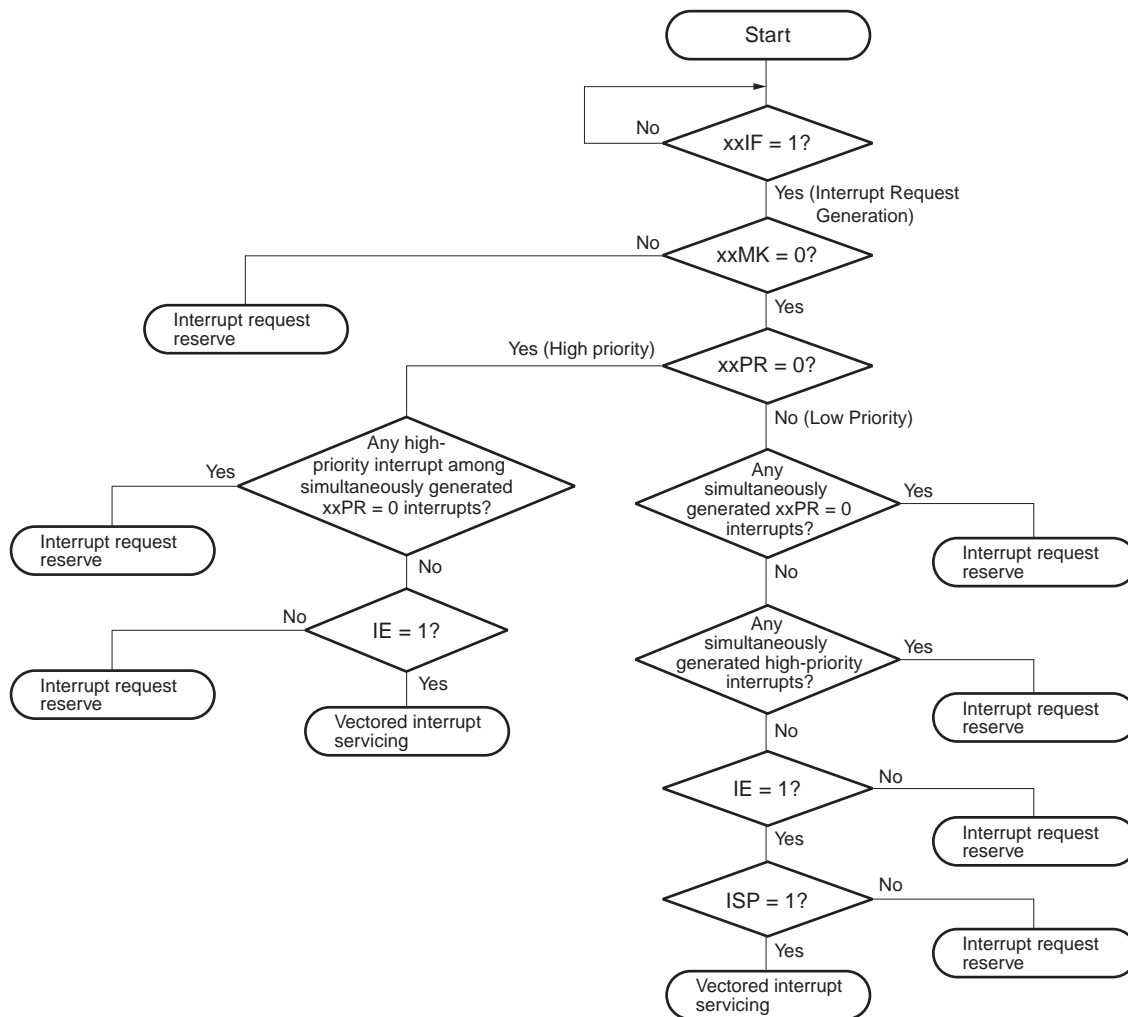 Start
No
xxIF = 1?
Yes (Interrupt Request
Generation)
No
xxMK = 0?
Interrupt request
reserve
Yes
Yes (High priority)
xxPR = 0?
No (Low Priority)
Any high-
priority interrupt among
simultaneously generated
xxPR = 0 interrupts?
Yes
Interrupt request
reserve
No
Any
simultaneously
generated xxPR = 0
interrupts?
Yes
Interrupt request
reserve
No
No
IE = 1?
Interrupt request
reserve
Yes
Vectored interrupt
servicing
Any
simultaneously
generated high-priority
interrupts?
Yes
Interrupt request
reserve
No
IE = 1?
No
Interrupt request
reserve
Yes
ISP = 1?
No
Interrupt request
reserve
Yes
Vectored interrupt
servicing